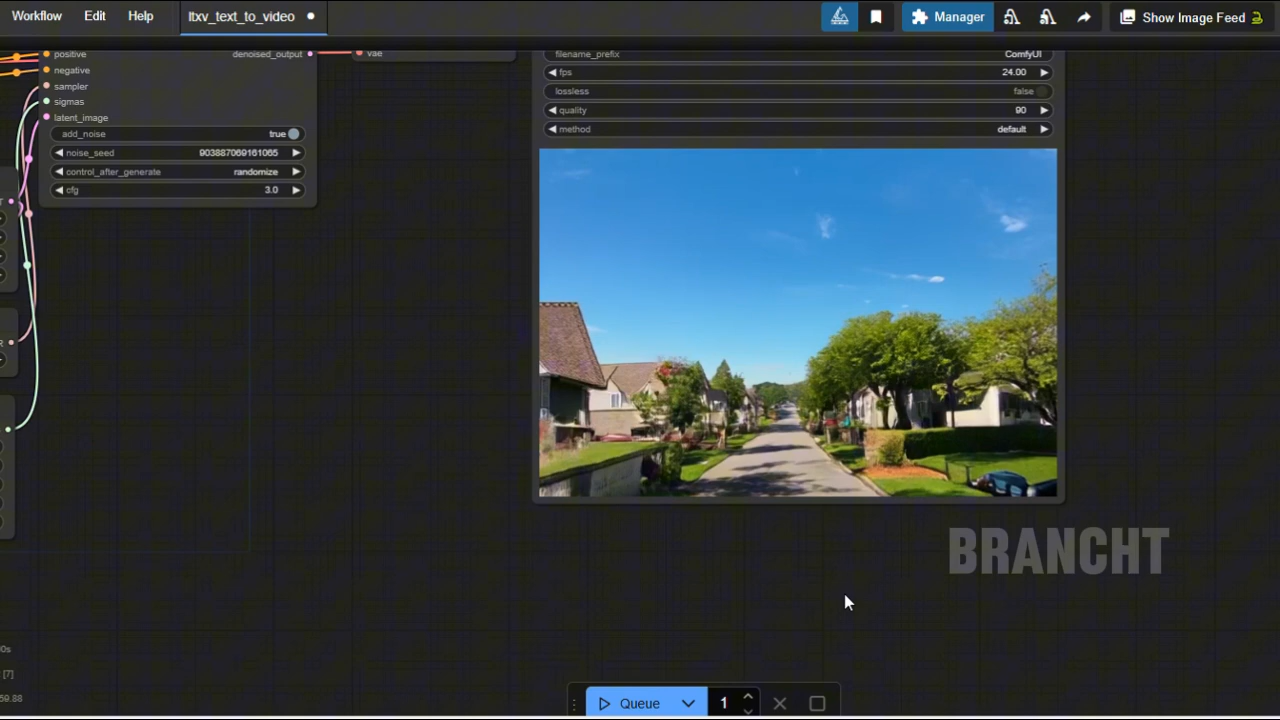 Workflow Edit Help ltxv_text_to_video Manager Show Image Feed
positive denoised_output
negative
sampler
sigmas
latent_image
add_noise true
noise_seed 903887069161065
control_after_generate randomize
cfg 3.0
vae
filename_prefix ComfyUI
fps 24.00
lossless false
quality 90
method default
BRANCHT
[7]
Queue 1